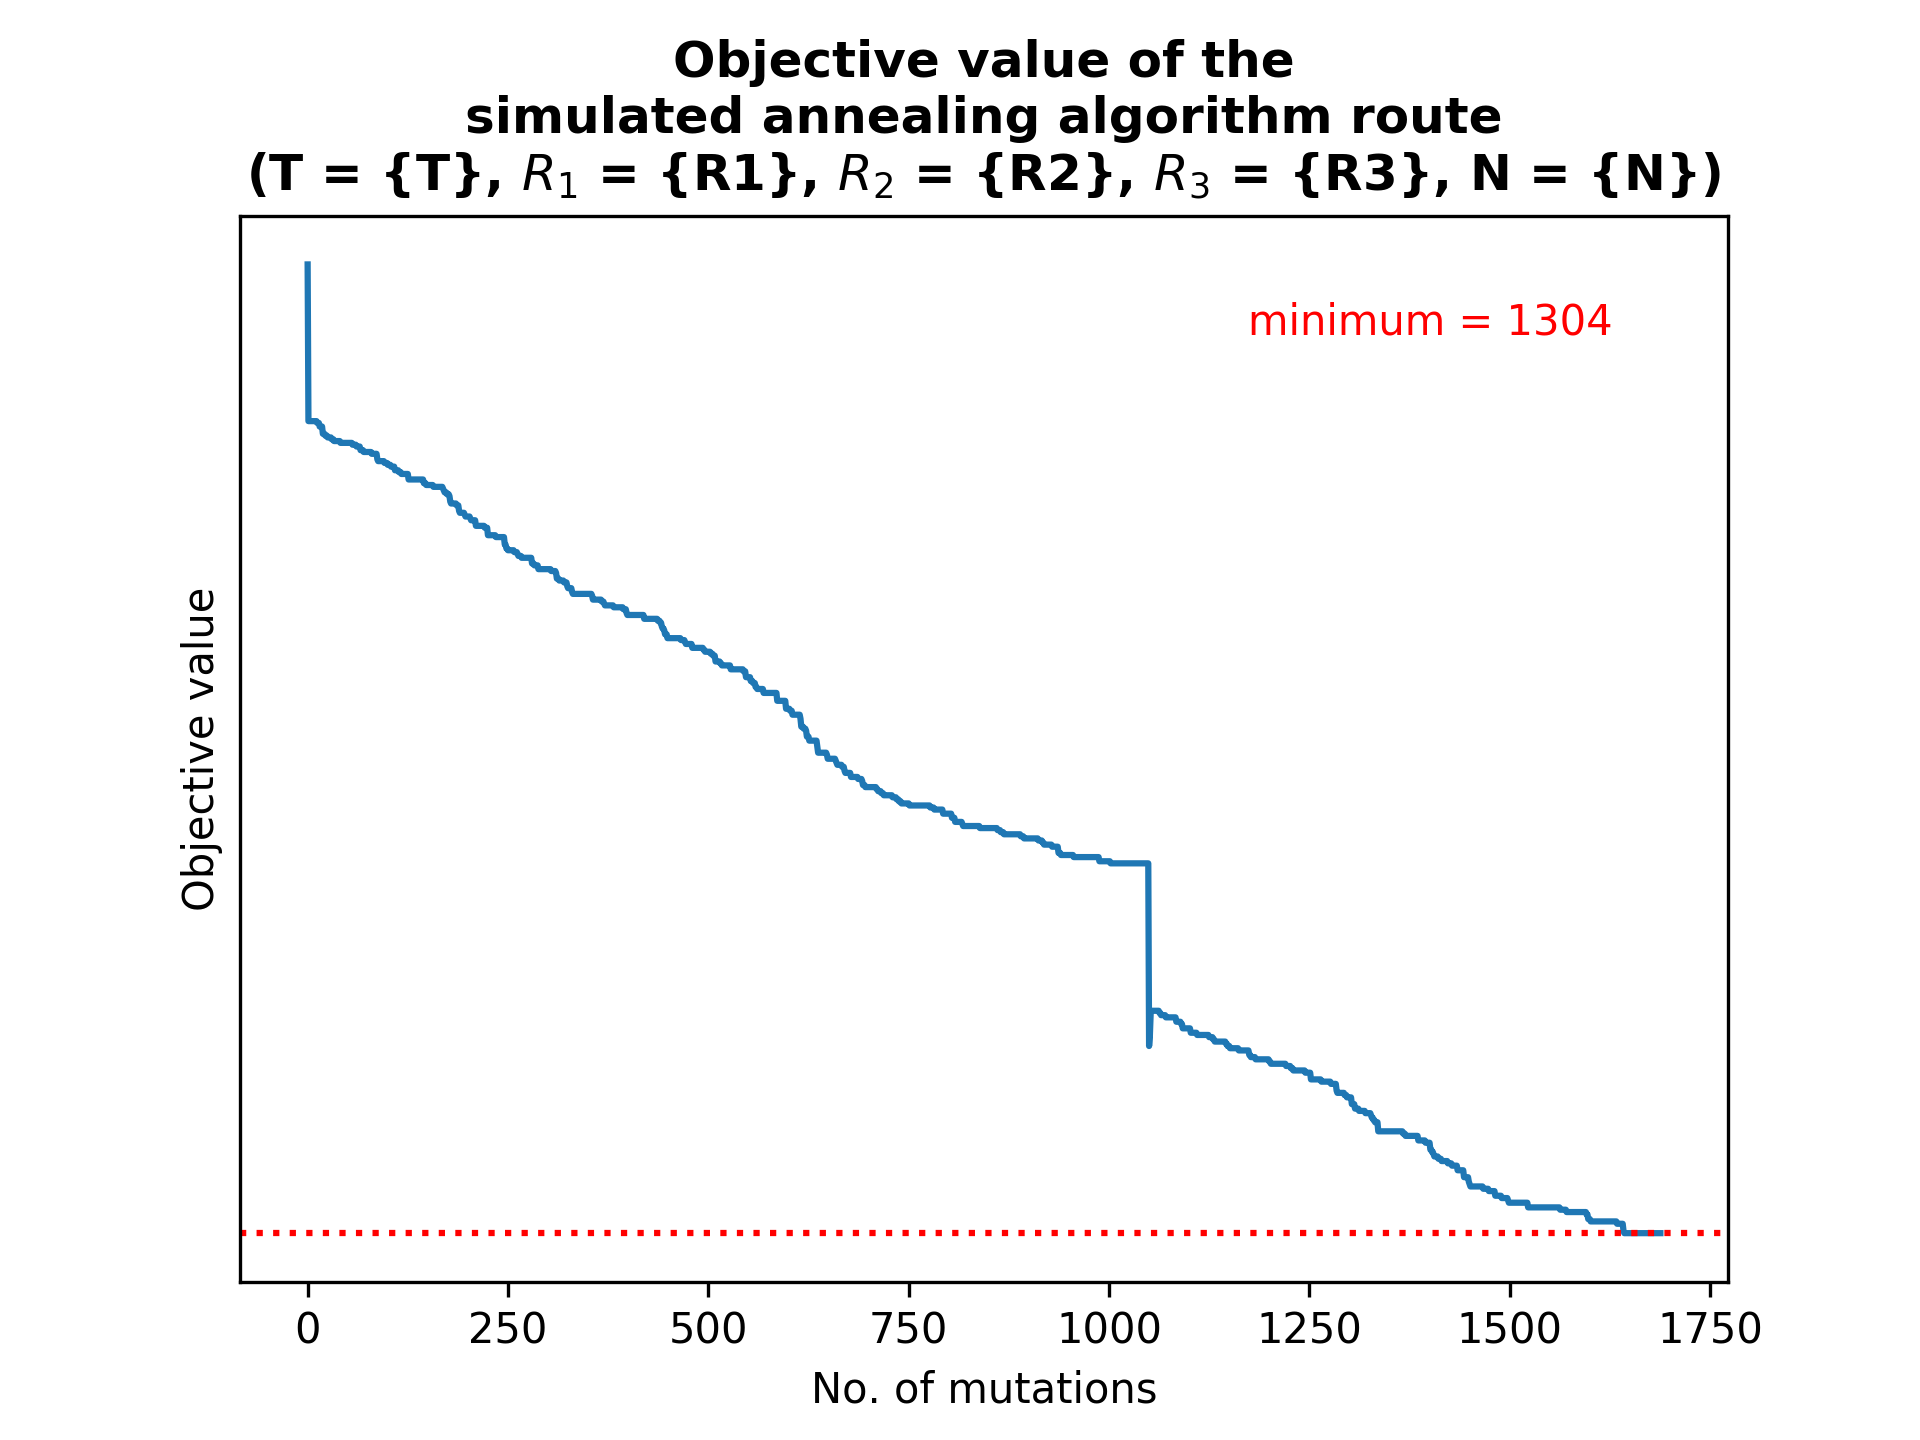 Objective value of the
simulated annealing algorithm route
(T = {T}, R₁ = {R1}, R₂ = {R2}, R₃ = {R3}, N = {N})
minimum = 1304
Objective value
0 250 500 750 1000 1250 1500 1750
No. of mutations